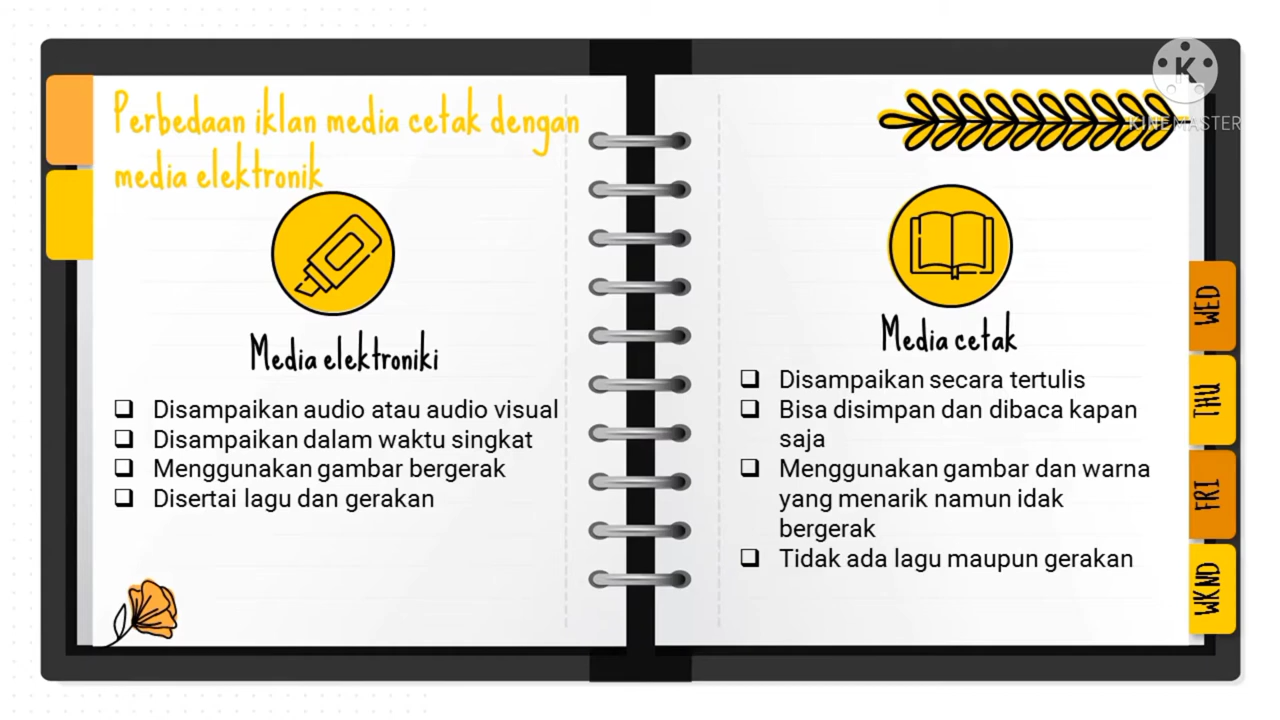 Perbedaan iklan media cetak dengan
media elektronik
Media elektroniki
Disampaikan audio atau audio visual
Disampaikan dalam waktu singkat
Menggunakan gambar bergerak
Disertai lagu dan gerakan
KINEMASTER
K
Media cetak
Disampaikan secara tertulis
Bisa disimpan dan dibaca kapan
saja
Menggunakan gambar dan warna
yang menarik namun idak
bergerak
Tidak ada lagu maupun gerakan
WED
THU
FRI
WKND